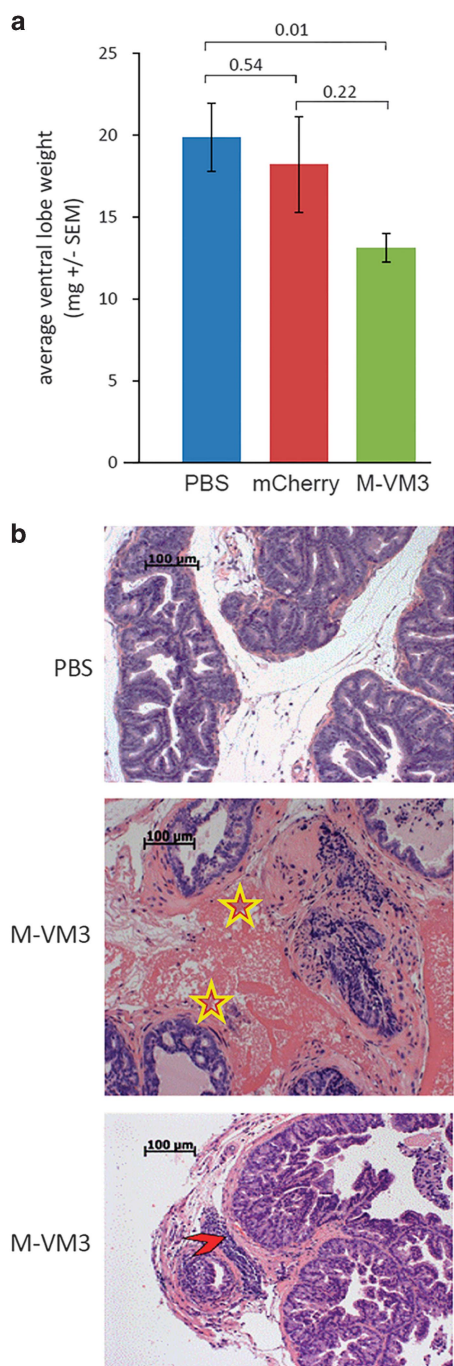 a
0.01
0.54
0.22
average ventral lobe weight
(mg +/- SEM)
25
20
15
10
5
0
PBS mCherry M-VM3
b
PBS
100 μm
M-VM3
100 μm
M-VM3
100 μm